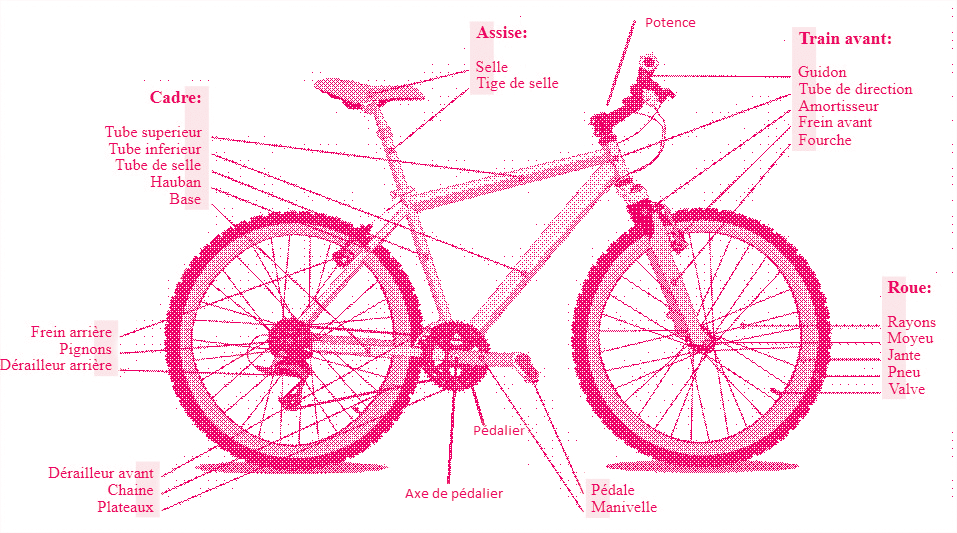 Potence
Assise:
Selle
Tige de selle
Train avant:
Guidon
Tube de direction
Amortisseur
Frein avant
Fourche
Cadre:
Tube superieur
Tube inferieur
Tube de selle
Hauban
Base
Roue:
Rayons
Moyeu
Jante
Pneu
Valve
Frein arrière
Pignons
Dérailleur arrière
Pédalier
Dérailleur avant
Chaine
Plateaux
Axe de pédalier
Pédale
Manivelle